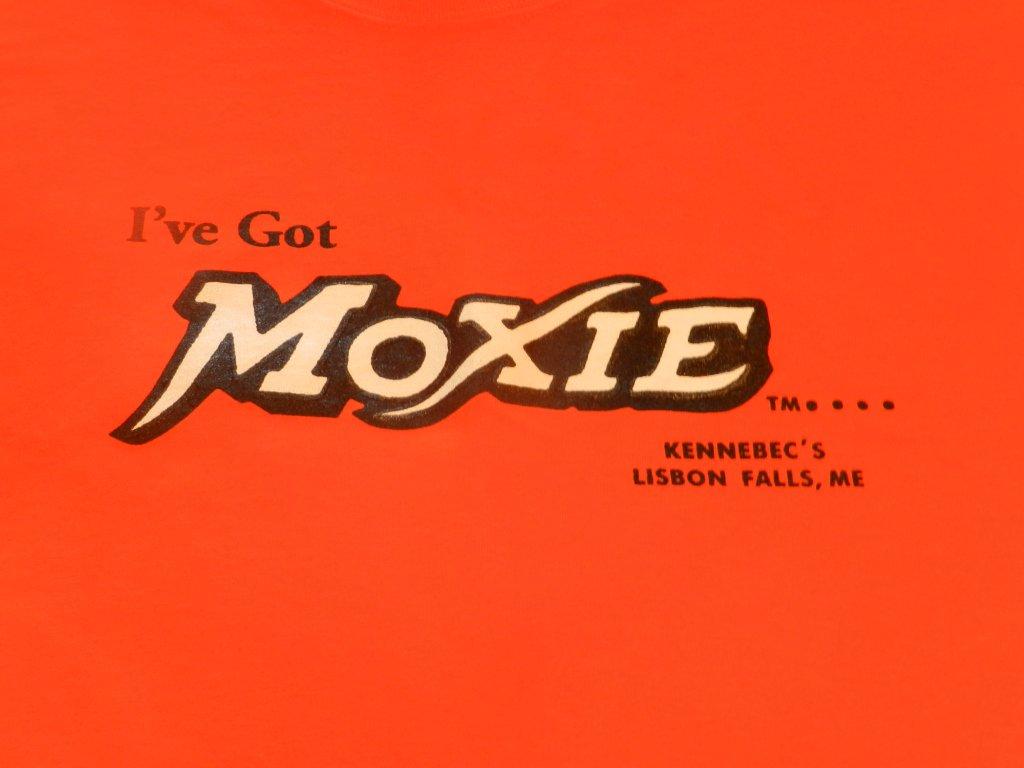 I've Got
MOXIE
TM • • • •
KENNEBEC'S
LISBON FALLS, ME